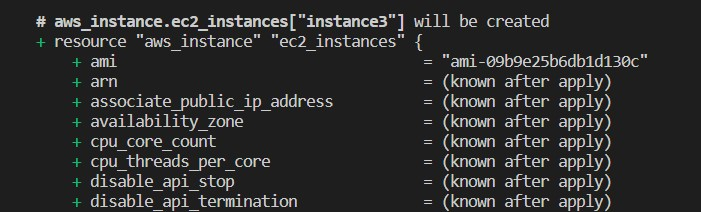 # aws_instance.ec2_instances["instance3"] will be created
+ resource "aws_instance" "ec2_instances" {
+ ami = "ami-09b9e25b6db1d130c"
+ arn = (known after apply)
+ associate_public_ip_address = (known after apply)
+ availability_zone = (known after apply)
+ cpu_core_count = (known after apply)
+ cpu_threads_per_core = (known after apply)
+ disable_api_stop = (known after apply)
+ disable_api_termination = (known after apply)